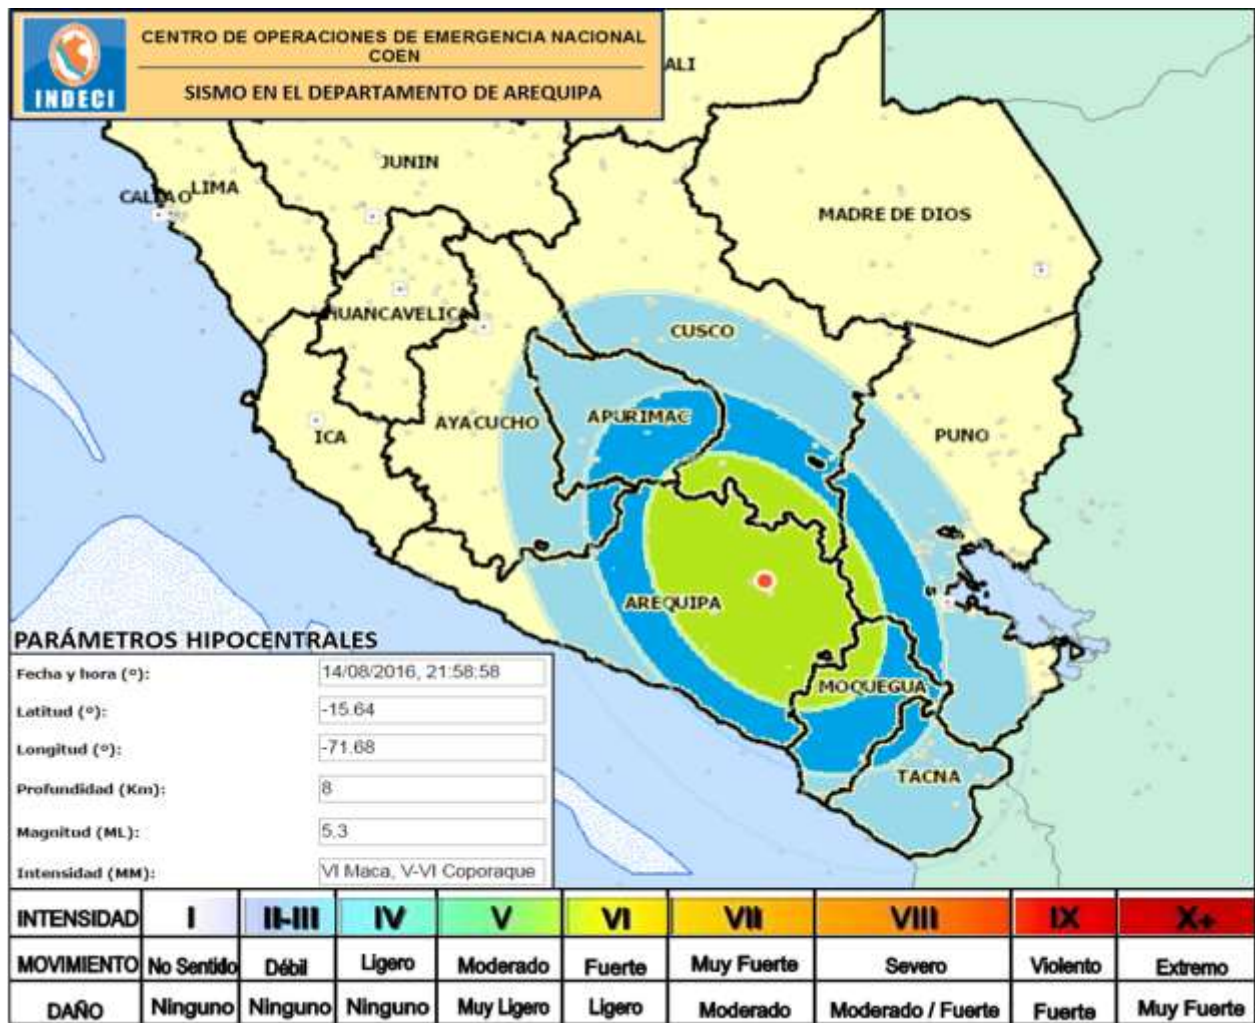 INDECI
CENTRO DE OPERACIONES DE EMERGENCIA NACIONAL
COEN
SISMO EN EL DEPARTAMENTO DE AREQUIPA
ALI
JUNIN
CALLAO
LIMA
MADRE DE DIOS
HUANCAVELICA
CUSCO
ICA
AYACUCHO
APURIMAC
PUNO
AREQUIPA
MOQUEGUA
TACNA
PARÁMETROS HIPOCENTRALES
Fecha y hora (º): 14/08/2016, 21:58:58
Latitud (º): -15.64
Longitud (º): -71.68
Profundidad (Km): 8
Magnitud (ML): 5.3
Intensidad (MM): VI Maca, V-VI Coporaque
INTENSIDAD I II-III IV V VI VII VIII IX X+
MOVIMIENTO No Sentido Débil Ligero Moderado Fuerte Muy Fuerte Severo Violento Extremo
DAÑO Ninguno Ninguno Ninguno Muy Ligero Ligero Moderado Moderado / Fuerte Fuerte Muy Fuerte